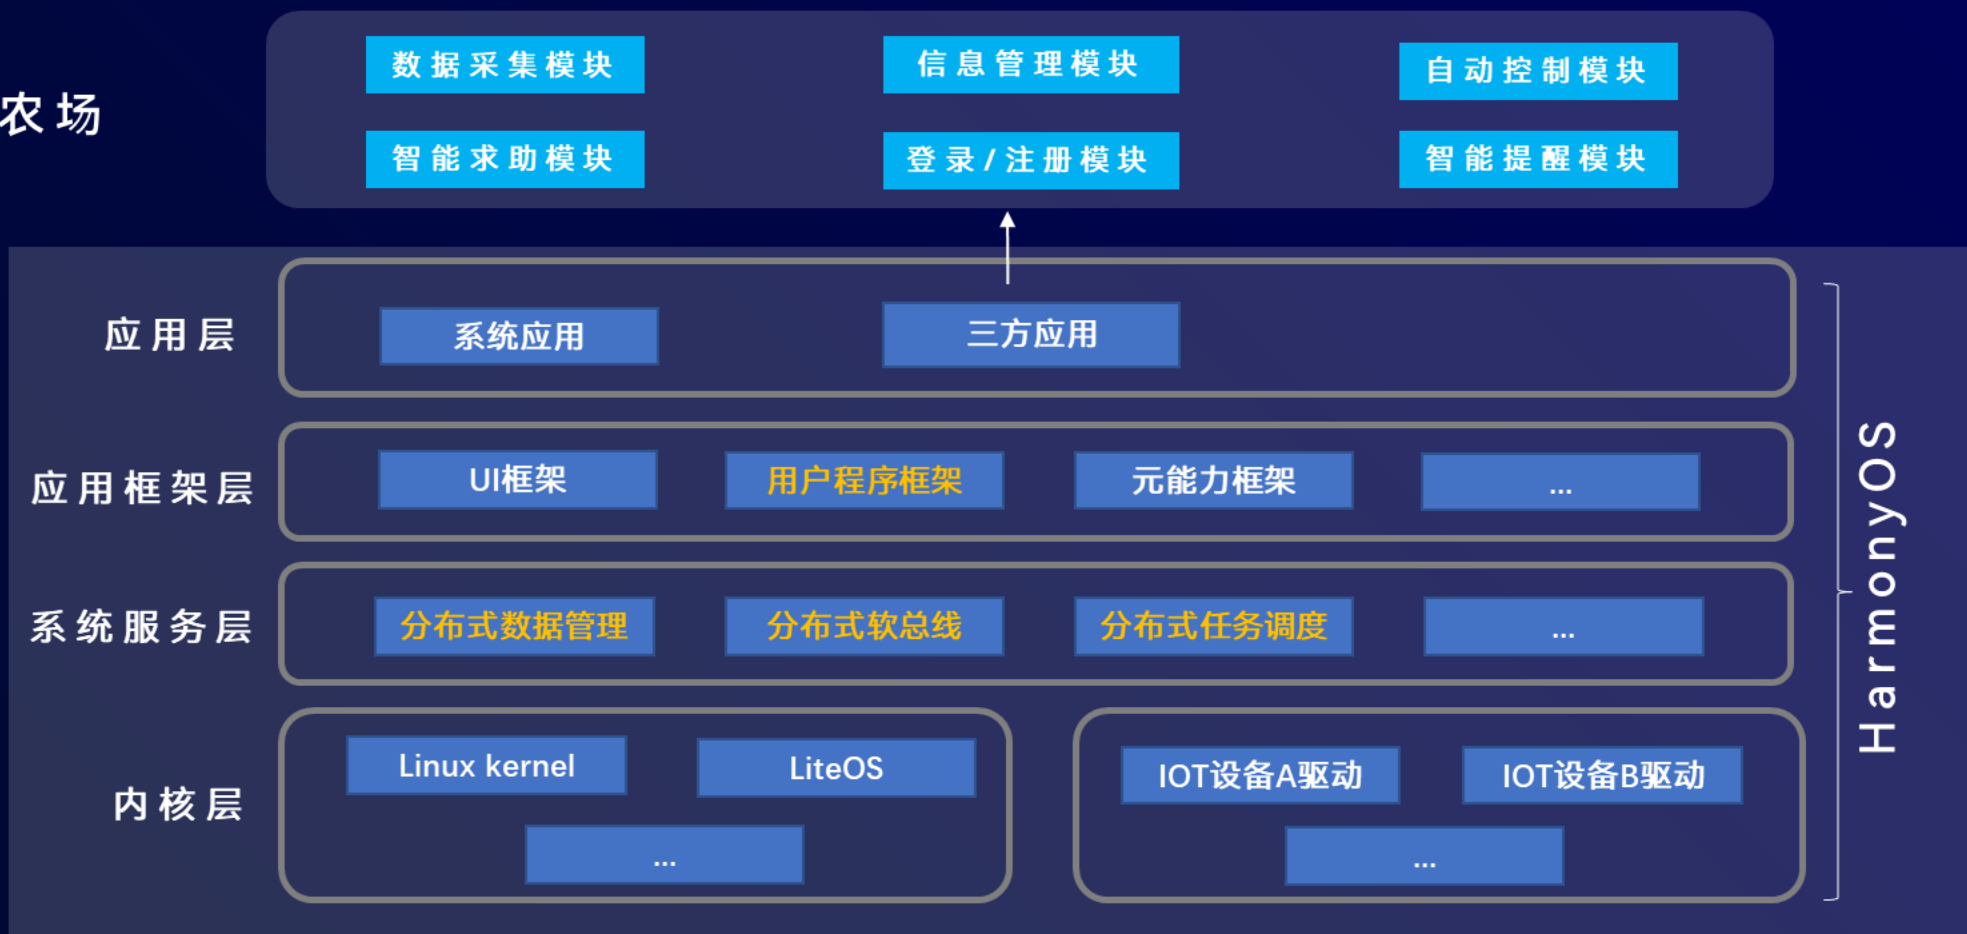 农场
数据采集模块
信息管理模块
自动控制模块
智能求助模块
登录/注册模块
智能提醒模块
应用层
系统应用
三方应用
应用框架层
UI框架
用户程序框架
元能力框架
...
系统服务层
分布式数据管理
分布式软总线
分布式任务调度
...
内核层
Linux kernel
LiteOS
...
IOT设备A驱动
IOT设备B驱动
...
HarmonyOS